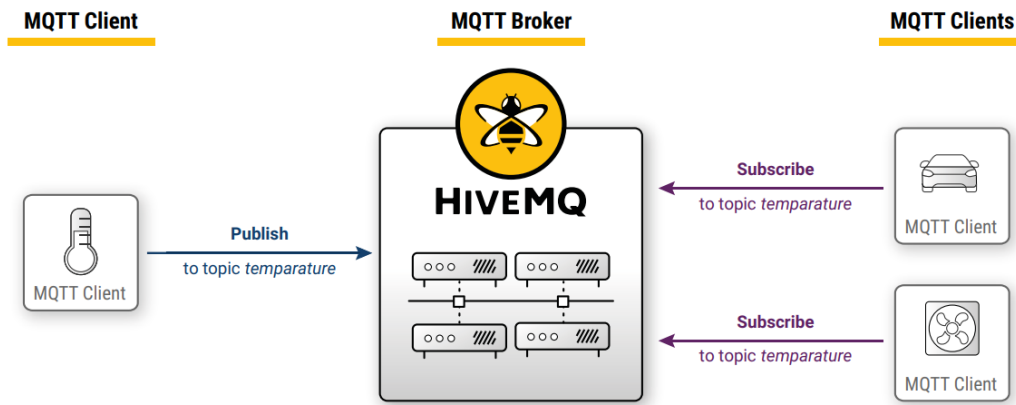 MQTT Client
MQTT Broker
MQTT Clients
HIVEMQ
Publish
to topic temparature
MQTT Client
Subscribe
to topic temparature
MQTT Client
Subscribe
to topic temparature
MQTT Client